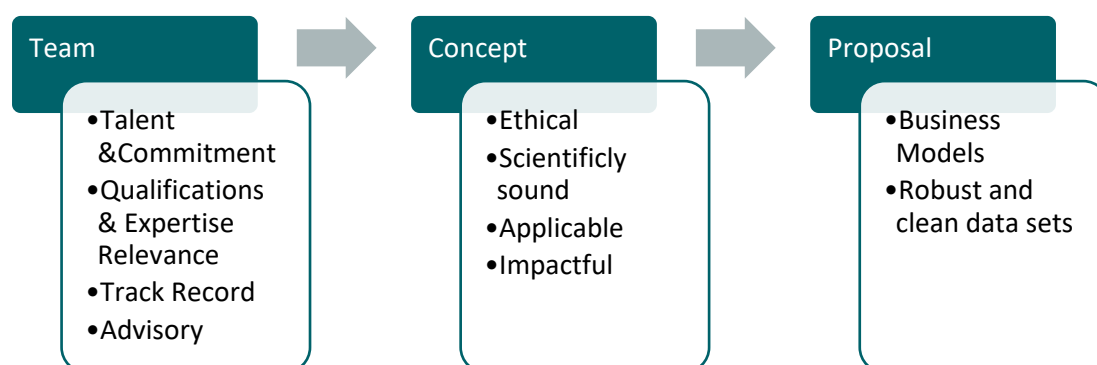 Team
•Talent
&Commitment
•Qualifications
& Expertise
Relevance
•Track Record
•Advisory
Concept
•Ethical
•Scientificly
sound
•Applicable
•Impactful
Proposal
•Business
Models
•Robust and
clean data sets